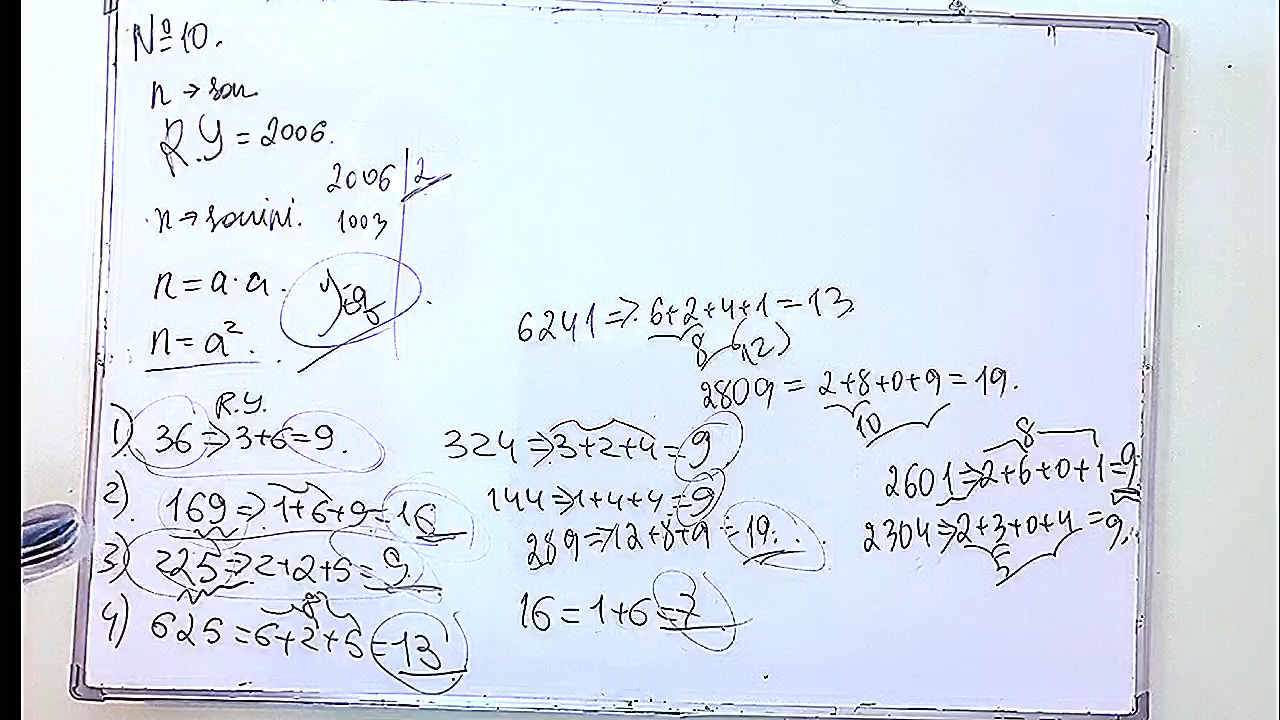 №10.
n → son
R.Y = 2006.
2006 | 2
n → sonini.
1003
n = a·a.
Yo'q
n = a².
6241 ⇒ 6+2+4+1 = 13
8 (12)
2809 = 2+8+0+9 = 19.
10
R.Y.
1) 36 ⇒ 3+6=9.
324 ⇒ 3+2+4=9
8
2601 ⇒ 2+6+0+1=9
2) 169 ⇒ 1+6+9=16
144 ⇒ 1+4+4=9
289 ⇒ 2+8+9=19.
2304 ⇒ 2+3+0+4=9.
5
3) 225 ⇒ 2+2+5=9
8
16 = 1+6=7
4) 625 = 6+2+5=13